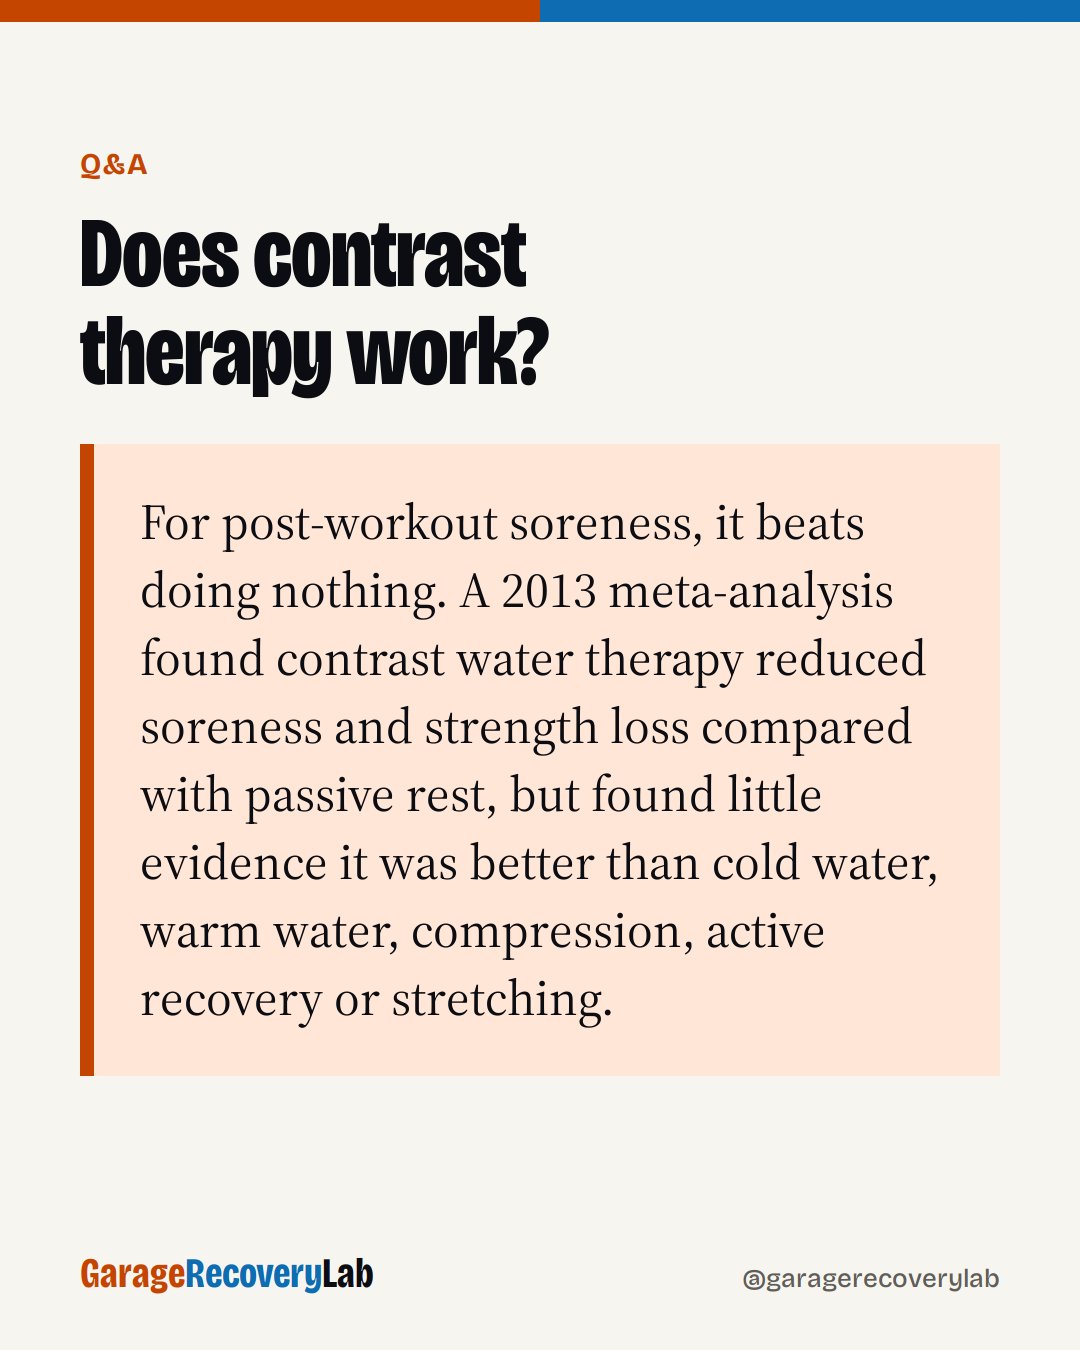 Q&A
Does contrast
therapy work?
For post-workout soreness, it beats
doing nothing. A 2013 meta-analysis
found contrast water therapy reduced
soreness and strength loss compared
with passive rest, but found little
evidence it was better than cold water,
warm water, compression, active
recovery or stretching.
GarageRecoveryLab
@garagerecoverylab